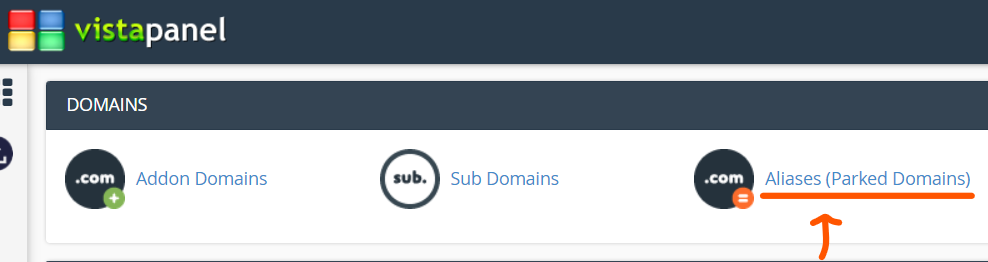 vistapanel
DOMAINS
.com Addon Domains
sub. Sub Domains
.com Aliases (Parked Domains)